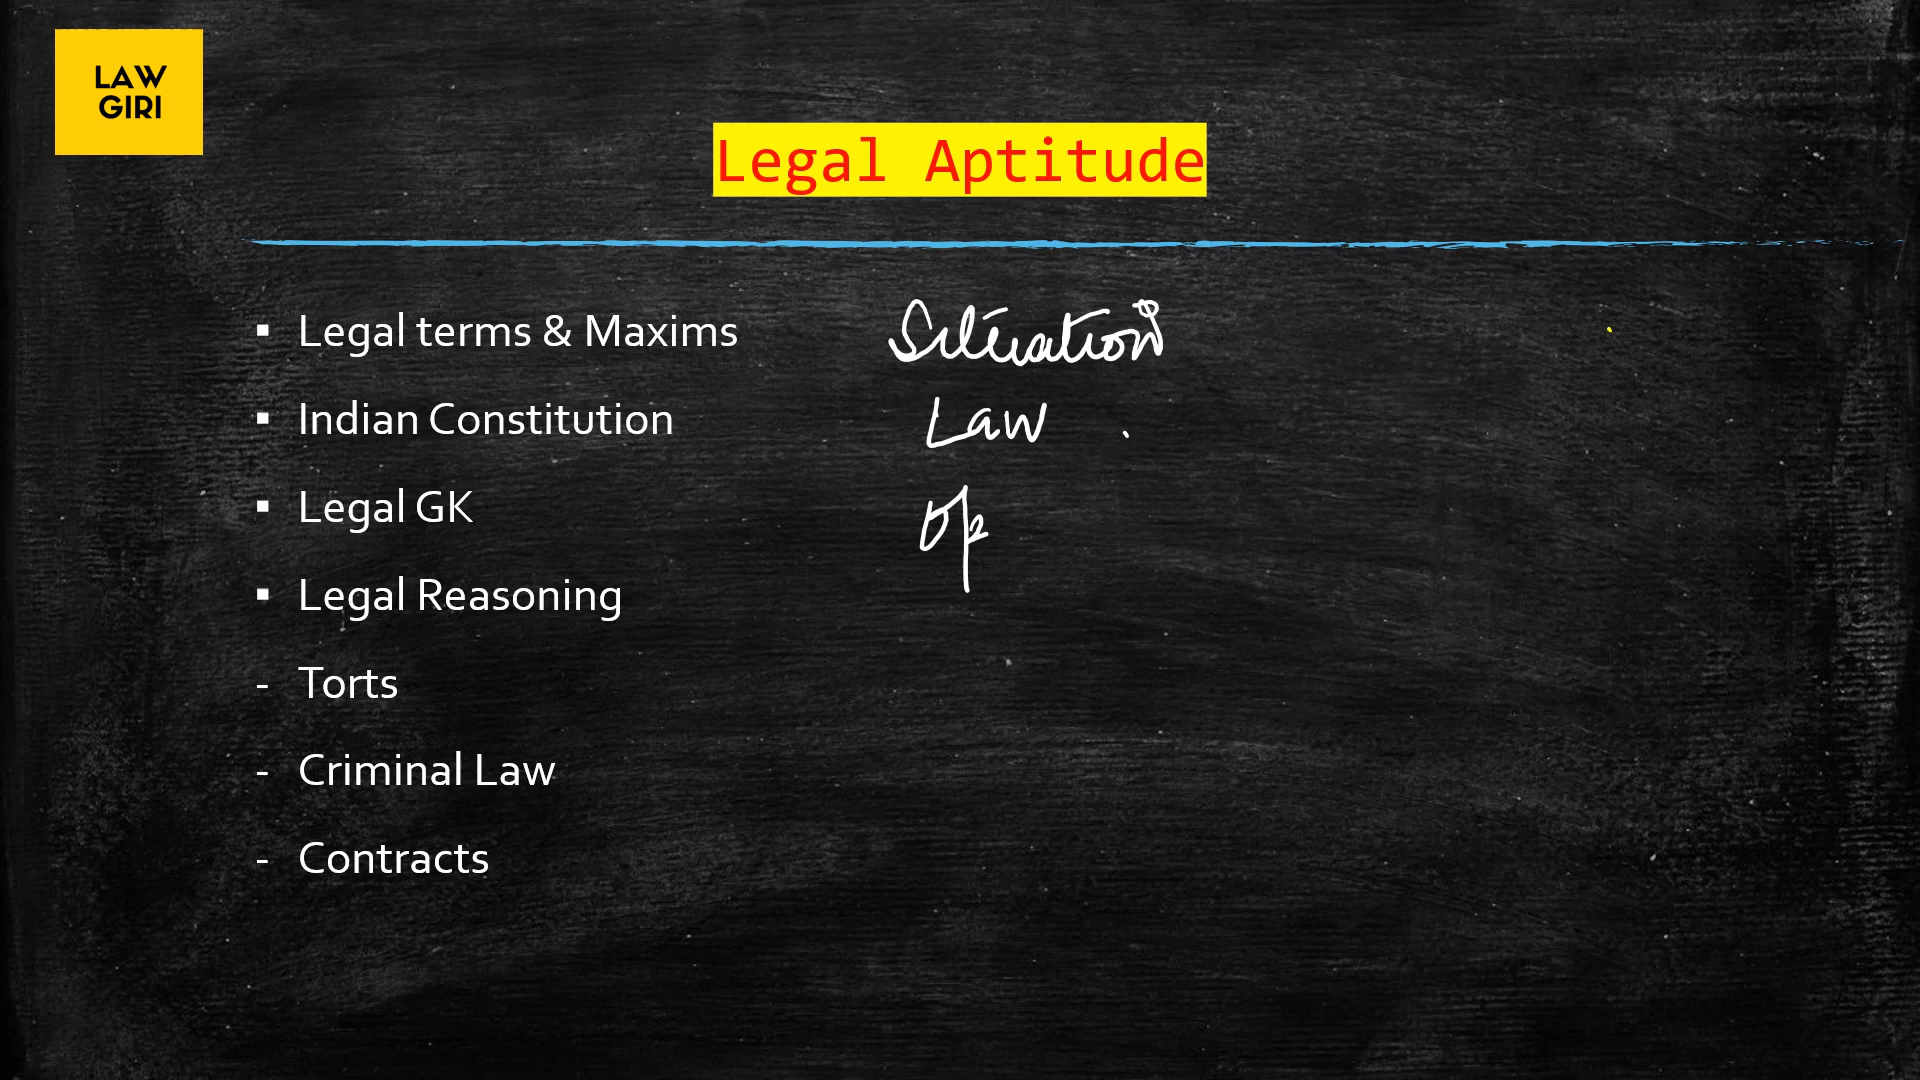 LAW
GIRI
Legal Aptitude
▪ Legal terms & Maxims
▪ Indian Constitution
▪ Legal GK
▪ Legal Reasoning
- Torts
- Criminal Law
- Contracts
Situation
Law .
Op